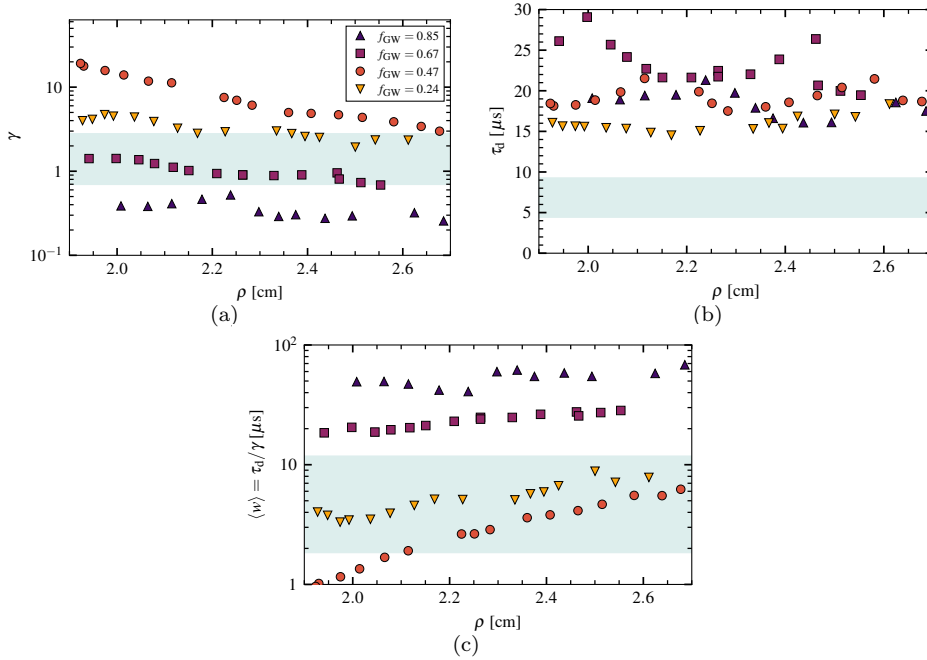 10²
10
1
10⁻¹
γ
2.0
2.2
2.4
2.6
ρ [cm]
f_GW = 0.85
f_GW = 0.67
f_GW = 0.47
f_GW = 0.24
(a)
30
25
20
15
10
5
0
τ_d [μs]
2.0
2.2
2.4
2.6
ρ [cm]
(b)
10²
10
1
⟨w⟩ = τ_d/γ [μs]
2.0
2.2
2.4
2.6
ρ [cm]
(c)